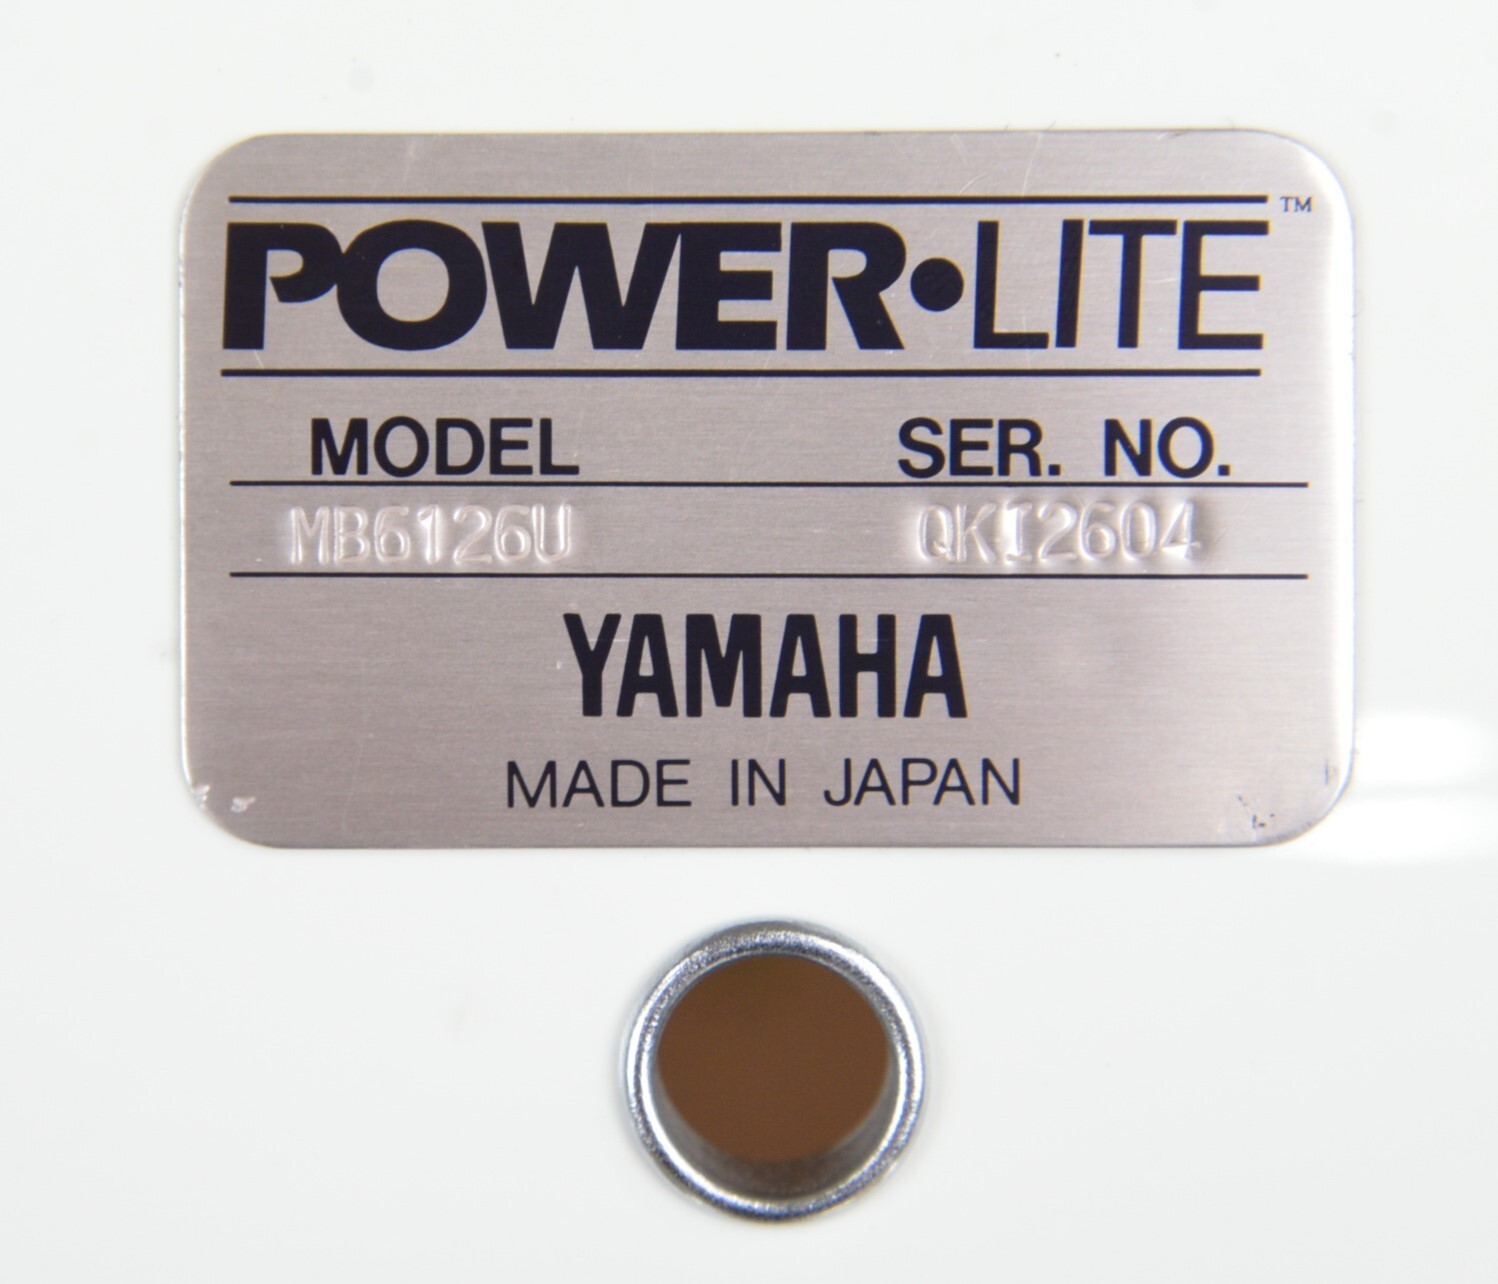 POWER•LITE™
MODEL SER. NO.
MB6126U QKI2604
YAMAHA
MADE IN JAPAN